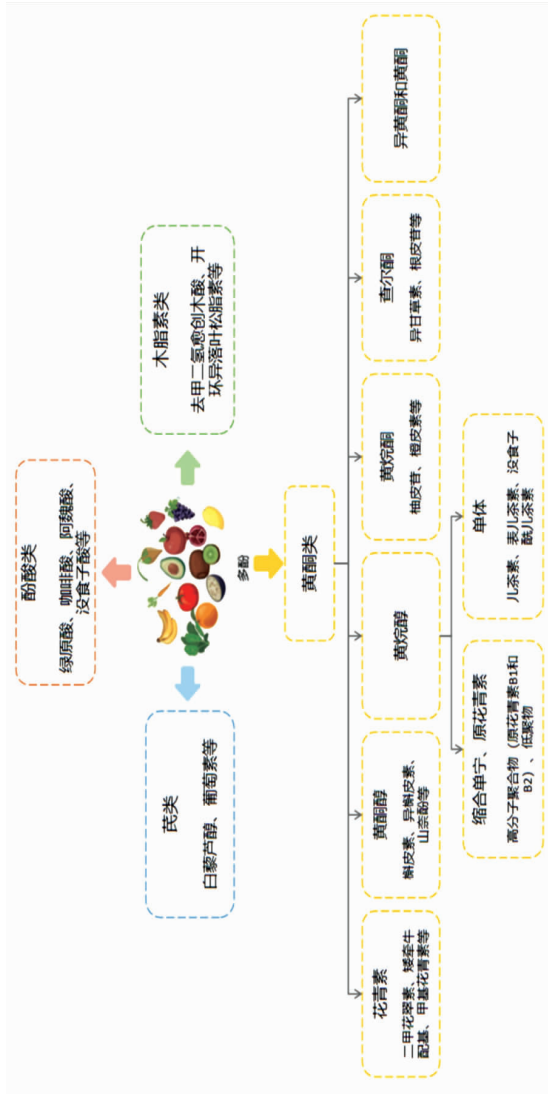 酚酸类
绿原酸、咖啡酸、阿魏酸、
没食子酸等
芪类
白藜芦醇、葡萄素等
木脂素类
去甲二氢愈创木酸、开
环异落叶松脂素等
多酚
黄酮类
花青素
二甲花翠素、矮牵牛
配基、甲基花青素等
黄酮醇
槲皮素、异槲皮素、
山柰酚等
黄烷醇
黄烷酮
柚皮苷、橙皮素等
查尔酮
异甘草素、根皮苷等
异黄酮和黄酮
缩合单宁、原花青素
高分子聚合物（原花青素B1和
B2）、低聚物
单体
儿茶素、表儿茶素、没食子
酰儿茶素